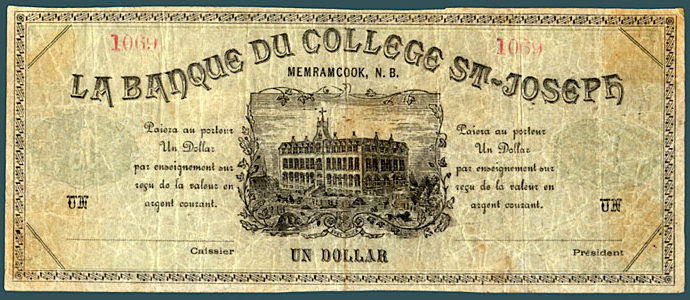 1069
1069
LA BANQUE DU COLLEGE ST-JOSEPH
MEMRAMCOOK, N. B.
Paiera au porteur
Un Dollar
par enseignement sur
reçu de la valeur en
argent courant.
Paiera au porteur
Un Dollar
par enseignement sur
reçu de la valeur en
argent courant.
UN
UN
Caissier
UN DOLLAR
Président